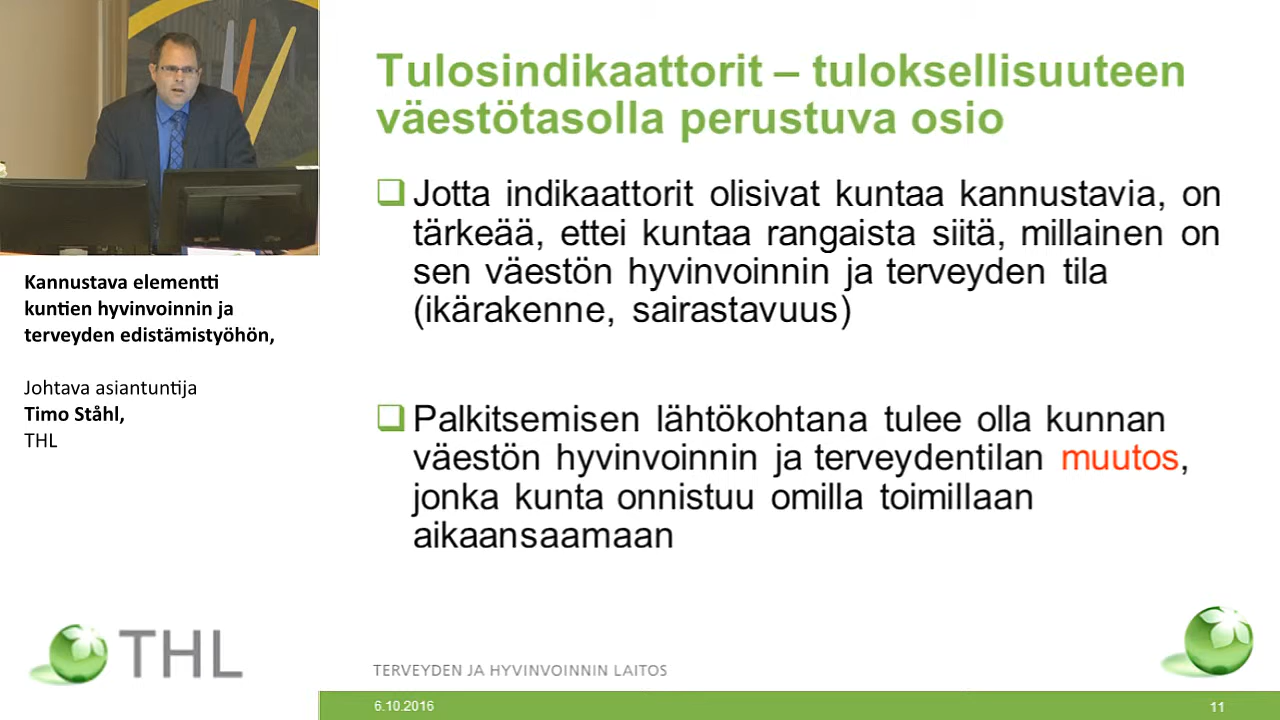 Tulosindikaattorit – tuloksellisuuteen
väestötasolla perustuva osio
Jotta indikaattorit olisivat kuntaa kannustavia, on
tärkeää, ettei kuntaa rangaista siitä, millainen on
sen väestön hyvinvoinnin ja terveyden tila
(ikärakenne, sairastavuus)
Palkitsemisen lähtökohtana tulee olla kunnan
väestön hyvinvoinnin ja terveydentilan muutos,
jonka kunta onnistuu omilla toimillaan
aikaansaamaan
Kannustava elementti
kuntien hyvinvoinnin ja
terveyden edistämistyöhön,
Johtava asiantuntija
Timo Ståhl,
THL
THL
TERVEYDEN JA HYVINVOINNIN LAITOS
6.10.2016
11